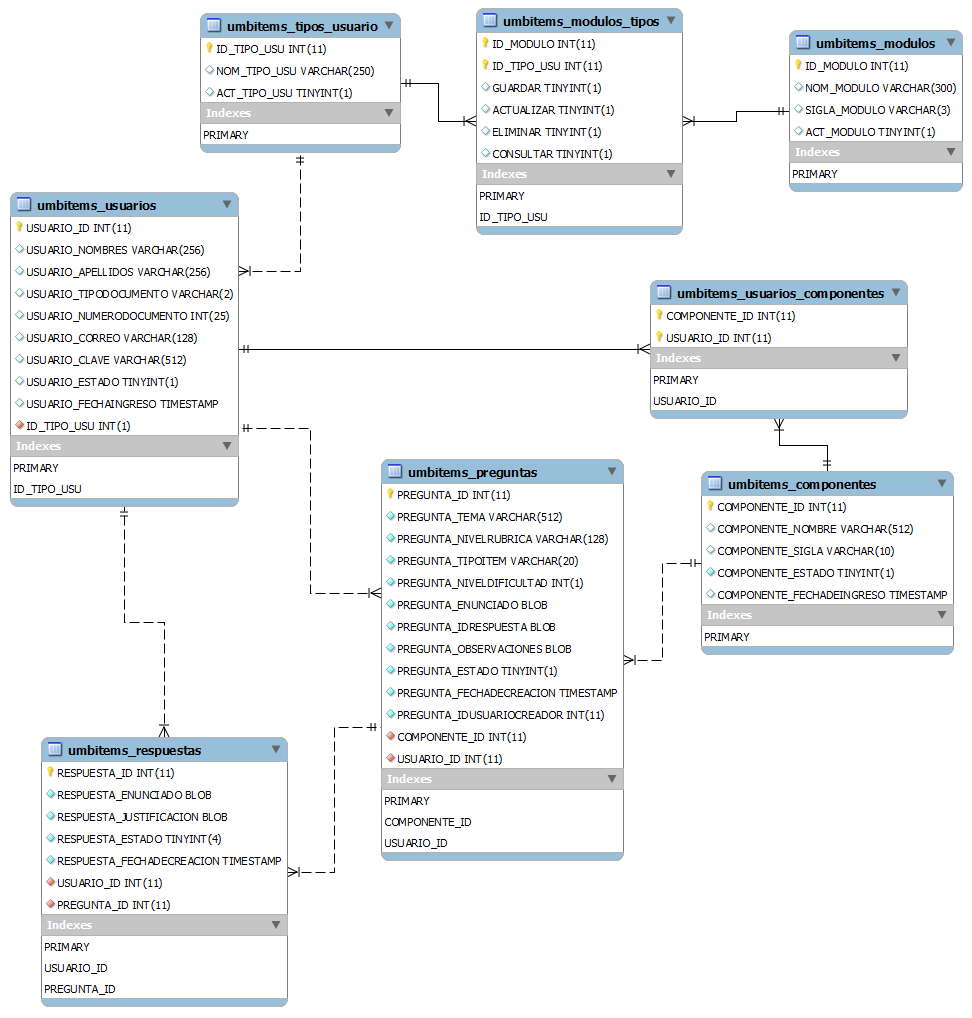 umbitems_tipos_usuario
ID_TIPO_USU INT(11)
NOM_TIPO_USU VARCHAR(250)
ACT_TIPO_USU TINYINT(1)
Indexes
PRIMARY
umbitems_modulos_tipos
ID_MODULO INT(11)
ID_TIPO_USU INT(11)
GUARDAR TINYINT(1)
ACTUALIZAR TINYINT(1)
ELIMINAR TINYINT(1)
CONSULTAR TINYINT(1)
Indexes
PRIMARY
ID_TIPO_USU
umbitems_modulos
ID_MODULO INT(11)
NOM_MODULO VARCHAR(300)
SIGLA_MODULO VARCHAR(3)
ACT_MODULO TINYINT(1)
Indexes
PRIMARY
umbitems_usuarios
USUARIO_ID INT(11)
USUARIO_NOMBRES VARCHAR(256)
USUARIO_APELLIDOS VARCHAR(256)
USUARIO_TIPODOCUMENTO VARCHAR(2)
USUARIO_NUMERODOCUMENTO INT(25)
USUARIO_CORREO VARCHAR(128)
USUARIO_CLAVE VARCHAR(512)
USUARIO_ESTADO TINYINT(1)
USUARIO_FECHAINGRESO TIMESTAMP
ID_TIPO_USU INT(1)
Indexes
PRIMARY
ID_TIPO_USU
umbitems_usuarios_componentes
COMPONENTE_ID INT(11)
USUARIO_ID INT(11)
Indexes
PRIMARY
USUARIO_ID
umbitems_preguntas
PREGUNTA_ID INT(11)
PREGUNTA_TEMA VARCHAR(512)
PREGUNTA_NIVELRUBRICA VARCHAR(128)
PREGUNTA_TIPOITEM VARCHAR(20)
PREGUNTA_NIVELDIFICULTAD INT(1)
PREGUNTA_ENUNCIADO BLOB
PREGUNTA_IDRESPUESTA BLOB
PREGUNTA_OBSERVACIONES BLOB
PREGUNTA_ESTADO TINYINT(1)
PREGUNTA_FECHADECREACION TIMESTAMP
PREGUNTA_IDUSUARIOCREADOR INT(11)
COMPONENTE_ID INT(11)
USUARIO_ID INT(11)
Indexes
PRIMARY
COMPONENTE_ID
USUARIO_ID
umbitems_componentes
COMPONENTE_ID INT(11)
COMPONENTE_NOMBRE VARCHAR(512)
COMPONENTE_SIGLA VARCHAR(10)
COMPONENTE_ESTADO TINYINT(1)
COMPONENTE_FECHADEINGRESO TIMESTAMP
Indexes
PRIMARY
umbitems_respuestas
RESPUESTA_ID INT(11)
RESPUESTA_ENUNCIADO BLOB
RESPUESTA_JUSTIFICACION BLOB
RESPUESTA_ESTADO TINYINT(4)
RESPUESTA_FECHADECREACION TIMESTAMP
USUARIO_ID INT(11)
PREGUNTA_ID INT(11)
Indexes
PRIMARY
USUARIO_ID
PREGUNTA_ID